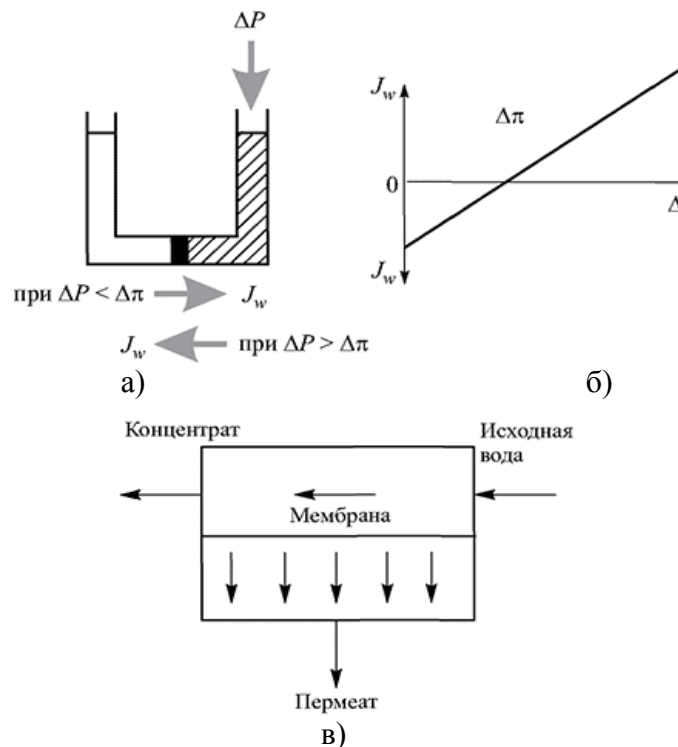 ΔP
при ΔP < Δπ
J_w
J_w
при ΔP > Δπ
а)
J_w
Δπ
0
Δ
J_w
б)
Концентрат
Исходная
вода
Мембрана
Пермеат
в)